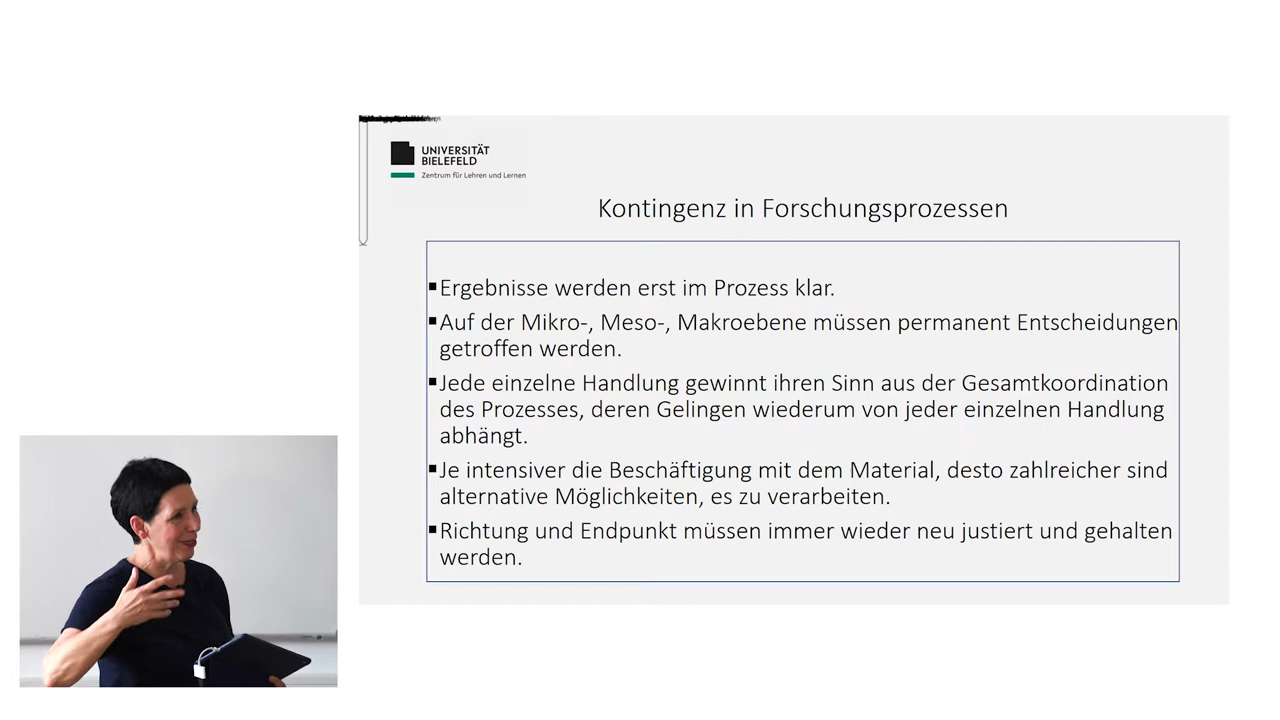 UNIVERSITÄT
BIELEFELD
Zentrum für Lehren und Lernen
Kontingenz in Forschungsprozessen
▪Ergebnisse werden erst im Prozess klar.
▪Auf der Mikro-, Meso-, Makroebene müssen permanent Entscheidungen
getroffen werden.
▪Jede einzelne Handlung gewinnt ihren Sinn aus der Gesamtkoordination
des Prozesses, deren Gelingen wiederum von jeder einzelnen Handlung
abhängt.
▪Je intensiver die Beschäftigung mit dem Material, desto zahlreicher sind
alternative Möglichkeiten, es zu verarbeiten.
▪Richtung und Endpunkt müssen immer wieder neu justiert und gehalten
werden.